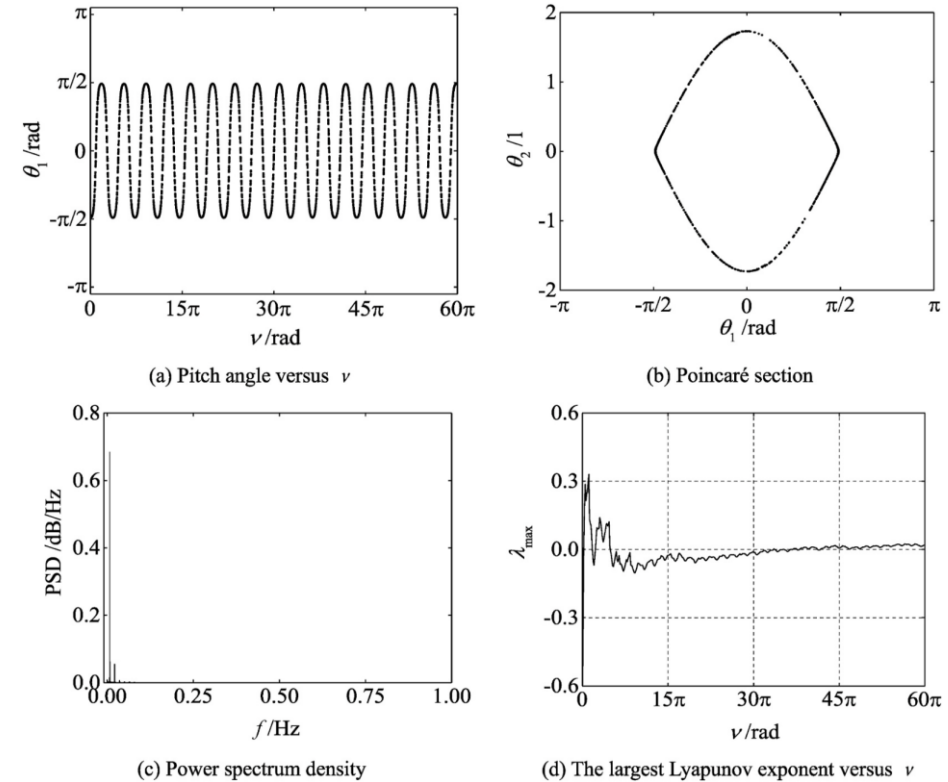 π
π/2
0
-π/2
-π
θ₁ /rad
0 15π 30π 45π 60π
ν /rad
(a) Pitch angle versus ν
2
1
0
-1
-2
θ₂ /1
-π -π/2 0 π/2 π
θ₁ /rad
(b) Poincaré section
0.8
0.6
0.4
0.2
0.0
PSD /dB/Hz
0.00 0.25 0.50 0.75 1.00
f /Hz
(c) Power spectrum density
0.6
0.3
0.0
-0.3
-0.6
λmax
0 15π 30π 45π 60π
ν /rad
(d) The largest Lyapunov exponent versus ν